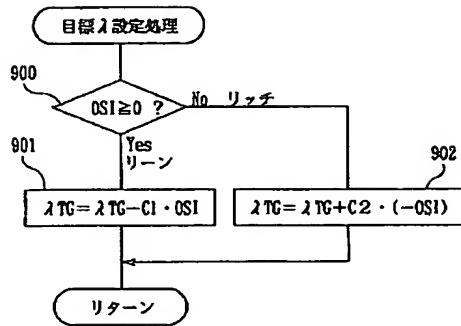 目標λ設定処理
900
OSI≧0 ?
No リッチ
Yes
リーン
901
902
λTG=λTG−C1・OSI
λTG=λTG+C2・(−OSI)
リターン